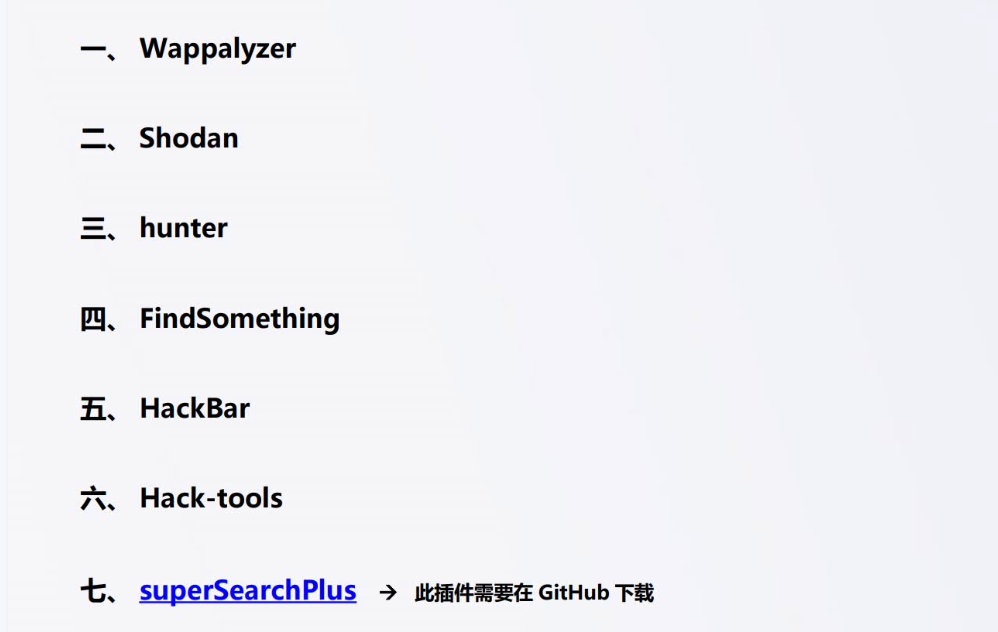 一、 Wappalyzer
二、 Shodan
三、 hunter
四、 FindSomething
五、 HackBar
六、 Hack-tools
七、 superSearchPlus → 此插件需要在 GitHub 下载